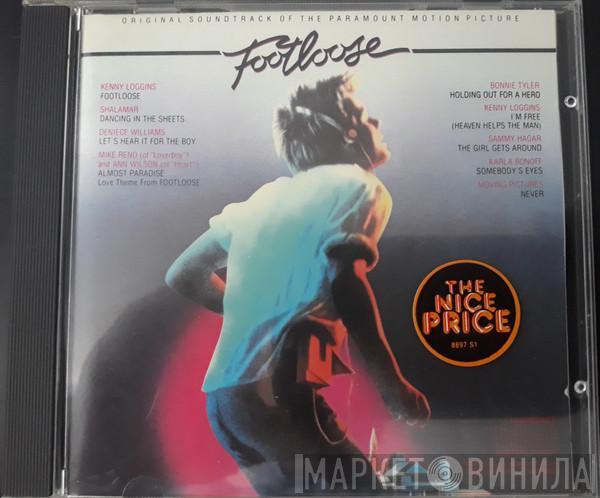 ORIGINAL SOUNDTRACK OF THE PARAMOUNT MOTION PICTURE
Footloose
KENNY LOGGINS
FOOTLOOSE
SHALAMAR
DANCING IN THE SHEETS
DENIECE WILLIAMS
LET'S HEAR IT FOR THE BOY
MIKE RENO (of "Loverboy")
and ANN WILSON (of "Heart")
ALMOST PARADISE
Love Theme From FOOTLOOSE
BONNIE TYLER
HOLDING OUT FOR A HERO
KENNY LOGGINS
I'M FREE
(HEAVEN HELPS THE MAN)
SAMMY HAGAR
THE GIRL GETS AROUND
KARLA BONOFF
SOMEBODY'S EYES
MOVING PICTURES
NEVER
THE
NICE
PRICE
8897 S1
МАРКЕТ ВИНИЛА